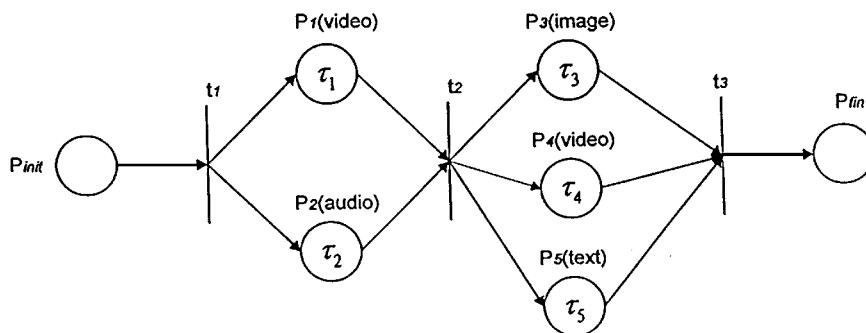 P1(video)
P3(image)
τ1
τ3
t1
t2
t3
Pfin
Pinit
P4(video)
τ4
P2(audio)
τ2
P5(text)
τ5